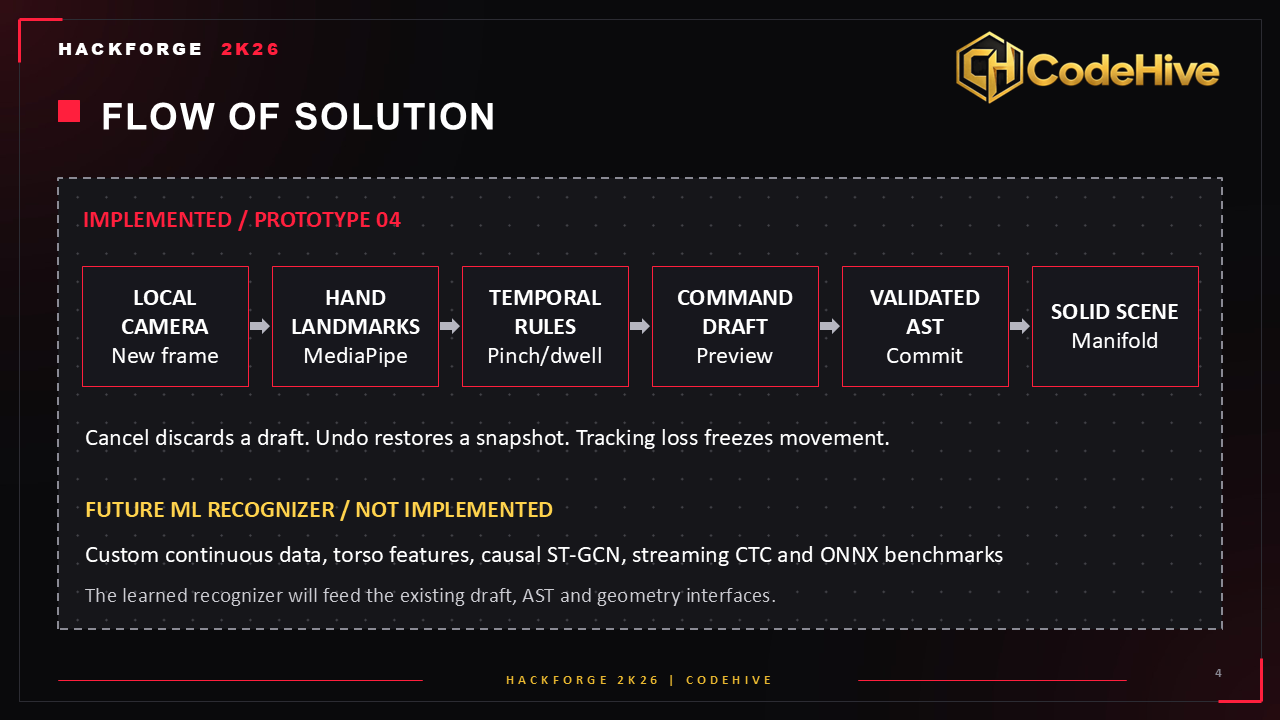 HACKFORGE 2K26
CH CodeHive
FLOW OF SOLUTION
IMPLEMENTED / PROTOTYPE 04
LOCAL
CAMERA
New frame
HAND
LANDMARKS
MediaPipe
TEMPORAL
RULES
Pinch/dwell
COMMAND
DRAFT
Preview
VALIDATED
AST
Commit
SOLID SCENE
Manifold
Cancel discards a draft. Undo restores a snapshot. Tracking loss freezes movement.
FUTURE ML RECOGNIZER / NOT IMPLEMENTED
Custom continuous data, torso features, causal ST-GCN, streaming CTC and ONNX benchmarks
The learned recognizer will feed the existing draft, AST and geometry interfaces.
HACKFORGE 2K26 | CODEHIVE
4